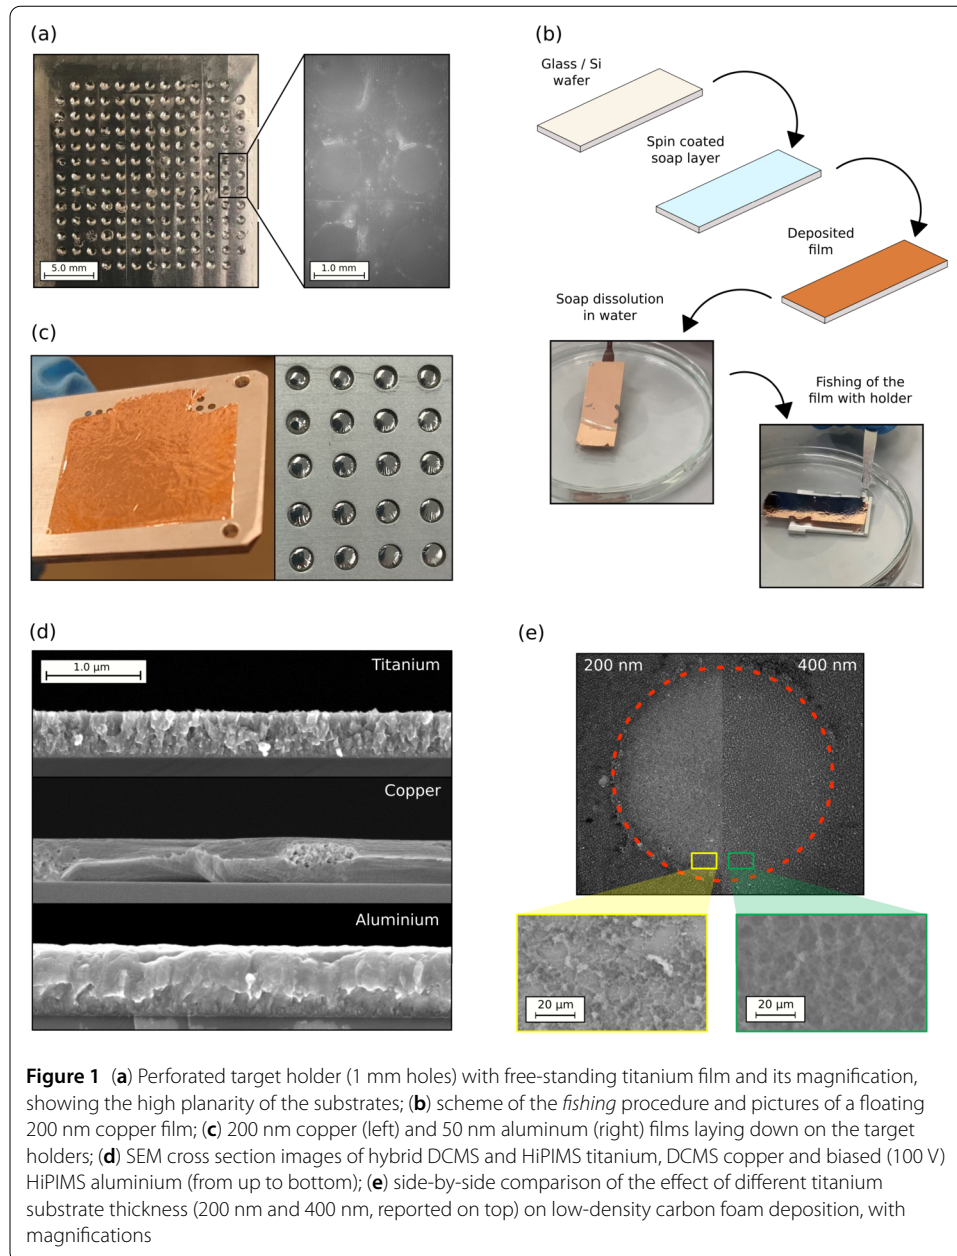 (a)
5.0 mm
1.0 mm
(b)
Glass / Si
wafer
Spin coated
soap layer
Deposited
film
Soap dissolution
in water
Fishing of the
film with holder
(c)
(d)
1.0 μm
Titanium
Copper
Aluminium
(e)
200 nm
400 nm
20 μm
20 μm
Figure 1 (a) Perforated target holder (1 mm holes) with free-standing titanium film and its magnification,
showing the high planarity of the substrates; (b) scheme of the fishing procedure and pictures of a floating
200 nm copper film; (c) 200 nm copper (left) and 50 nm aluminum (right) films laying down on the target
holders; (d) SEM cross section images of hybrid DCMS and HiPIMS titanium, DCMS copper and biased (100 V)
HiPIMS aluminium (from up to bottom); (e) side-by-side comparison of the effect of different titanium
substrate thickness (200 nm and 400 nm, reported on top) on low-density carbon foam deposition, with
magnifications